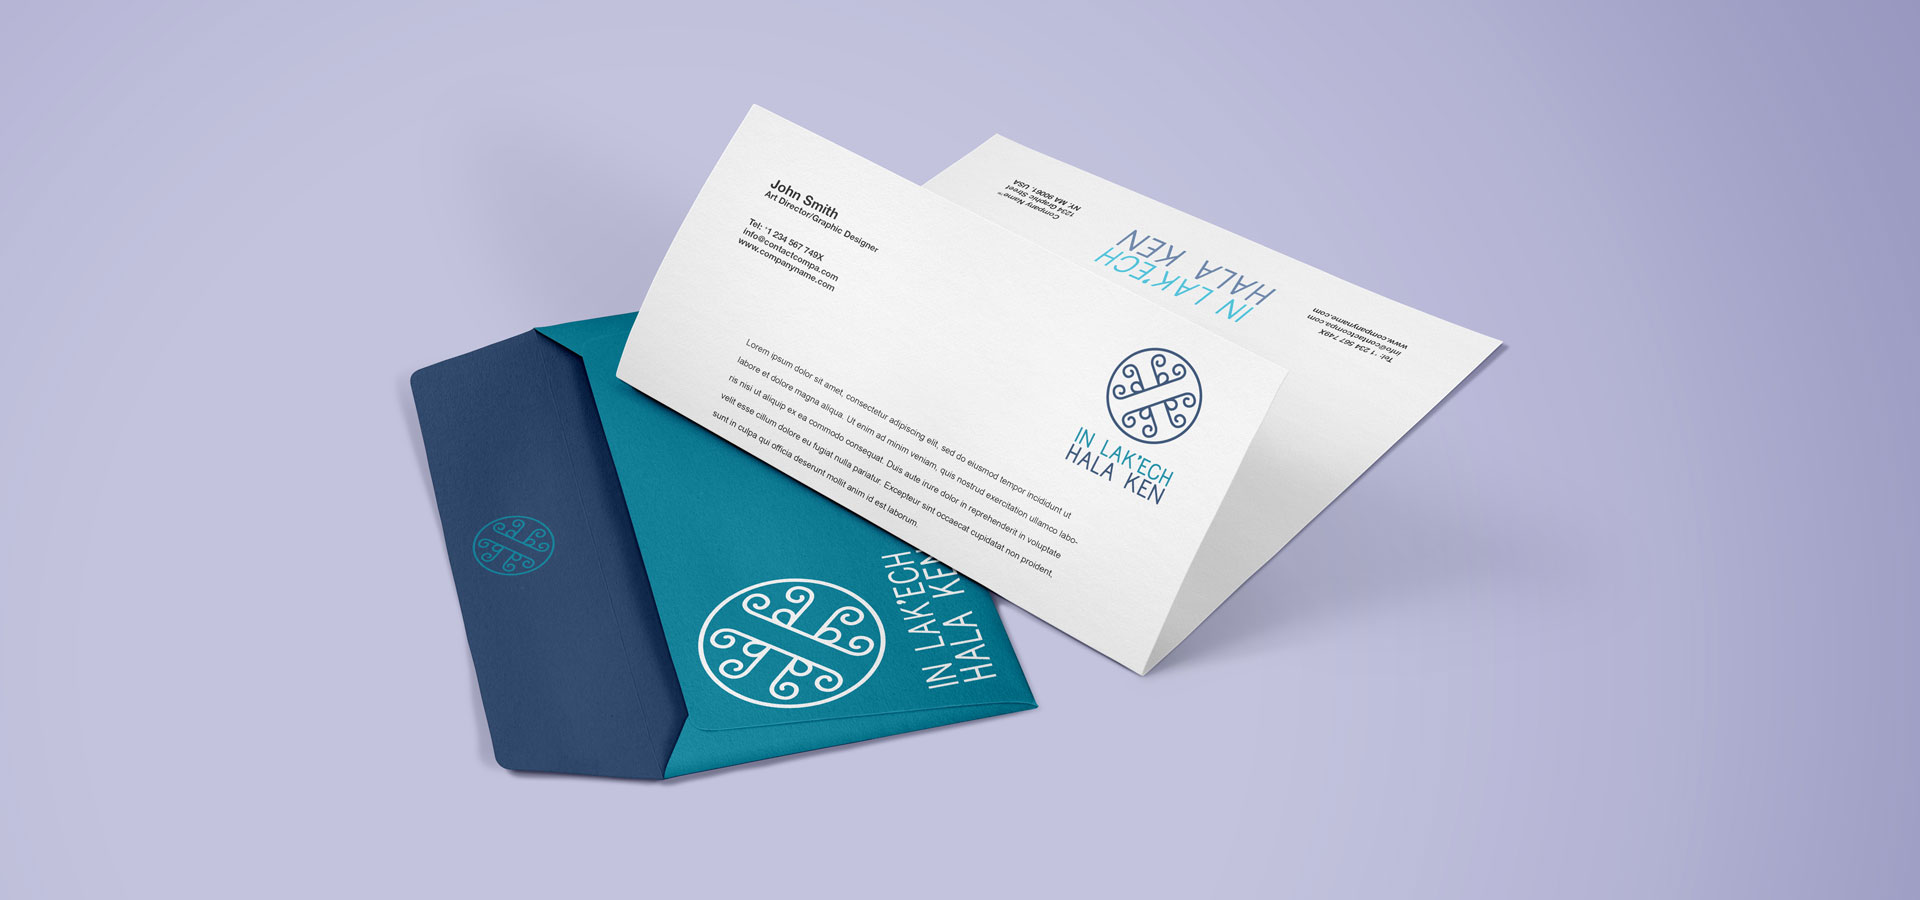 John Smith
Art Director/Graphic Designer
Tel: +1 234 567 749X
info@contactcompa.com
www.companyname.com
Lorem ipsum dolor sit amet, consectetur adipiscing elit, sed do eiusmod tempor incididunt ut
labore et dolore magna aliqua. Ut enim ad minim veniam, quis nostrud exercitation ullamco labo-
ris nisi ut aliquip ex ea commodo consequat. Duis aute irure dolor in reprehenderit in voluptate
velit esse cillum dolore eu fugiat nulla pariatur. Excepteur sint occaecat cupidatat non proident,
sunt in culpa qui officia deserunt mollit anim id est laborum.
IN LAK'ECH
HALA KEN
Company Name™
1234 Graphic Street
NY, MA 90061, USA
IN LAK'ECH
HALA KEN
Tel: +1 234 567 749X
info@contactcompa.com
www.companyname.com
IN LAK'ECH
HALA KEN